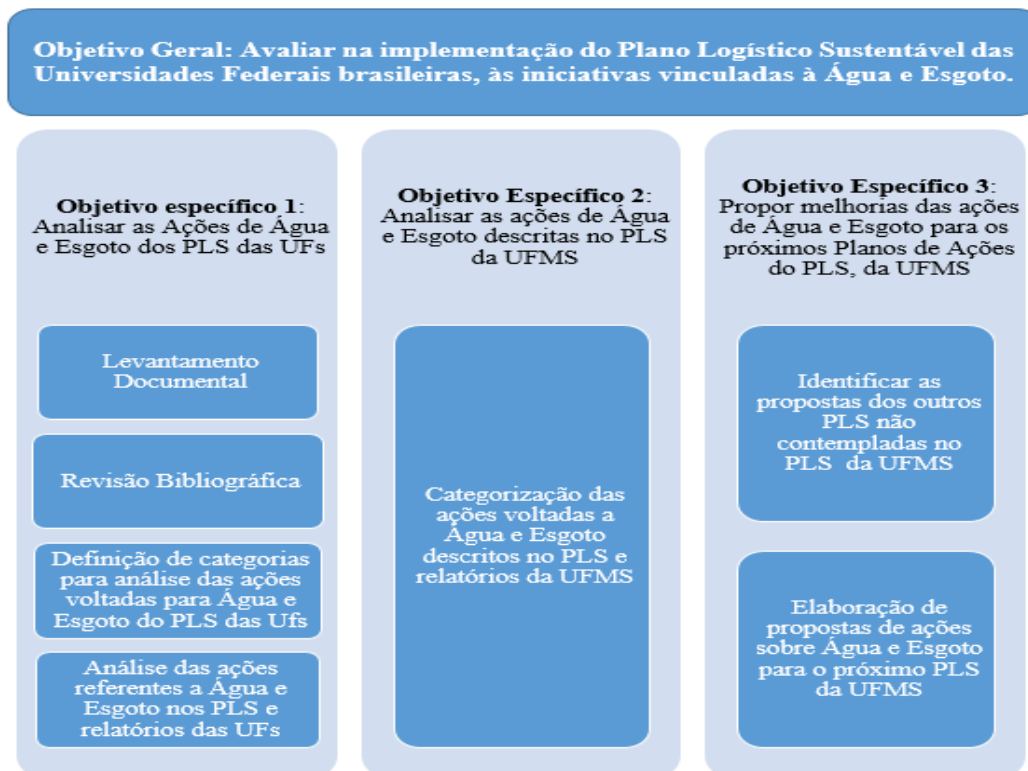 Objetivo Geral: Avaliar na implementação do Plano Logístico Sustentável das
Universidades Federais brasileiras, às iniciativas vinculadas à Água e Esgoto.
Objetivo específico 1:
Analisar as Ações de Água
e Esgoto dos PLS das UFs
Levantamento
Documental
Revisão Bibliográfica
Definição de categorias
para análise das ações
voltadas para Água e
Esgoto do PLS das Ufs
Análise das ações
referentes a Água e
Esgoto nos PLS e
relatórios das UFs
Objetivo Específico 2:
Analisar as ações de Água
e Esgoto descritas no PLS
da UFMS
Categorização das
ações voltadas a
Água e Esgoto
descritos no PLS e
relatórios da UFMS
Objetivo Específico 3:
Propor melhorias das ações
de Água e Esgoto para os
próximos Planos de Ações
do PLS, da UFMS
Identificar as
propostas dos outros
PLS não
contempladas no
PLS da UFMS
Elaboração de
propostas de ações
sobre Água e Esgoto
para o próximo PLS
da UFMS